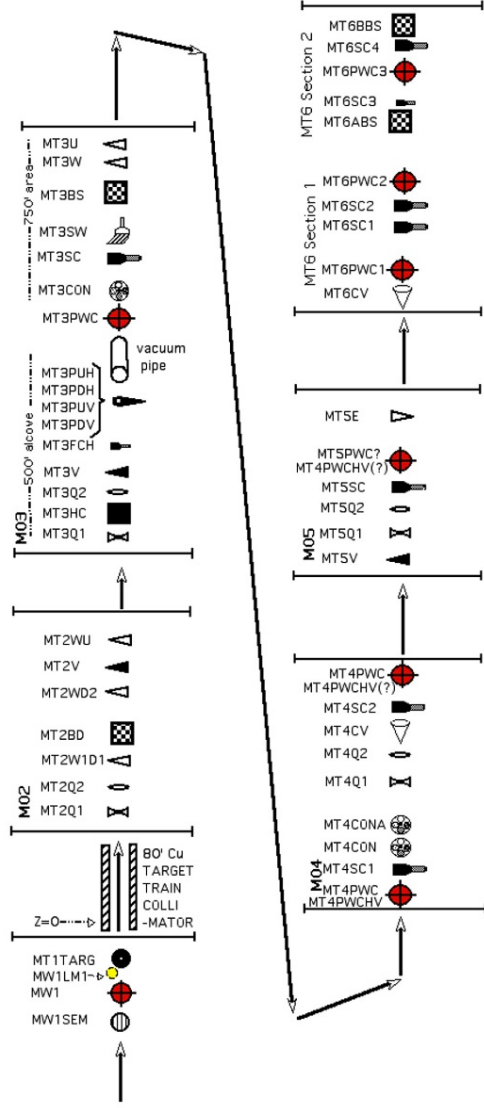 MT3U
MT3W
MT3BS
MT3SW
MT3SC
MT3CON
MT3PWC
750' area
vacuum
pipe
MT3PUH
MT3PDH
MT3PUV
MT3PDV
MT3FCH
MT3V
MT3Q2
MT3HC
MT3Q1
500' alcove
M03
MT2WU
MT2V
MT2WD2
MT2BD
MT2W1D1
MT2Q2
MT2Q1
M02
80' Cu
TARGET
TRAIN
COLLI
-MATOR
Z=0
MT1TARG
MW1LM1
MW1
MW1SEM
MT6BBS
MT6SC4
MT6PWC3
MT6SC3
MT6ABS
MT6 Section 2
MT6PWC2
MT6SC2
MT6SC1
MT6PWC1
MT6CV
MT6 Section 1
MT5E
MT5PWC?
MT4PWCHV(?)
MT5SC
MT5Q2
MT5Q1
MT5V
M05
MT4PWC
MT4PWCHV(?)
MT4SC2
MT4CV
MT4Q2
MT4Q1
MT4CONA
MT4CON
MT4SC1
MT4PWC
MT4PWCHV
M04